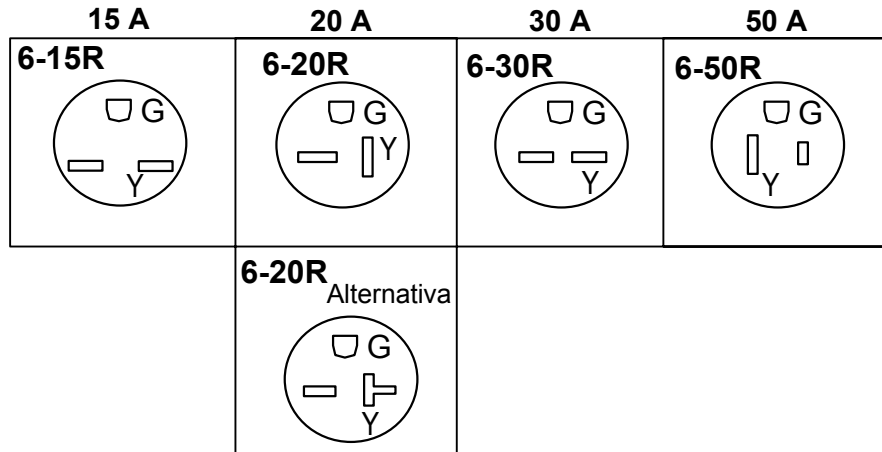 15 A 20 A 30 A 50 A
6-15R 6-20R 6-30R 6-50R
G G G G
Y Y Y Y
6-20R
Alternativa
G
Y